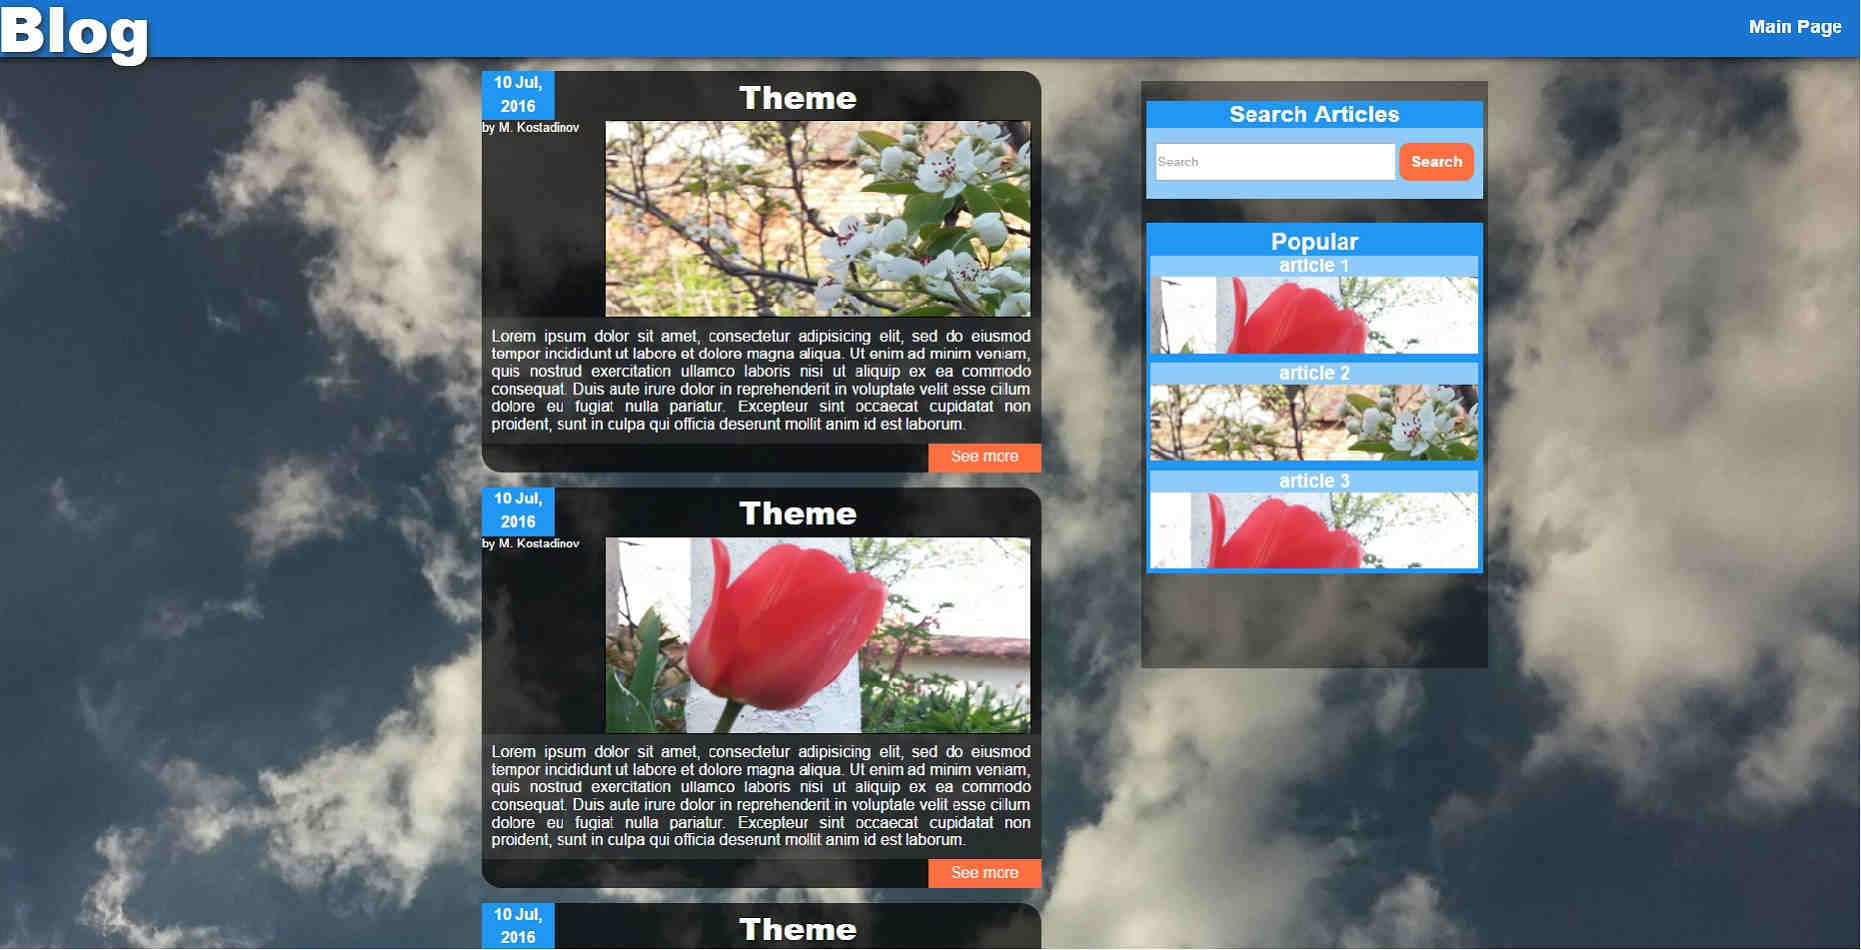 Blog
Main Page
10 Jul,
2016
Theme
by M. Kostadinov
Lorem ipsum dolor sit amet, consectetur adipisicing elit, sed do eiusmod
tempor incididunt ut labore et dolore magna aliqua. Ut enim ad minim veniam,
quis nostrud exercitation ullamco laboris nisi ut aliquip ex ea commodo
consequat. Duis aute irure dolor in reprehenderit in voluptate velit esse cillum
dolore eu fugiat nulla pariatur. Excepteur sint occaecat cupidatat non
proident, sunt in culpa qui officia deserunt mollit anim id est laborum.
See more
10 Jul,
2016
Theme
by M. Kostadinov
Lorem ipsum dolor sit amet, consectetur adipisicing elit, sed do eiusmod
tempor incididunt ut labore et dolore magna aliqua. Ut enim ad minim veniam,
quis nostrud exercitation ullamco laboris nisi ut aliquip ex ea commodo
consequat. Duis aute irure dolor in reprehenderit in voluptate velit esse cillum
dolore eu fugiat nulla pariatur. Excepteur sint occaecat cupidatat non
proident, sunt in culpa qui officia deserunt mollit anim id est laborum.
See more
10 Jul,
2016
Theme
Search Articles
Search
Search
Popular
article 1
article 2
article 3